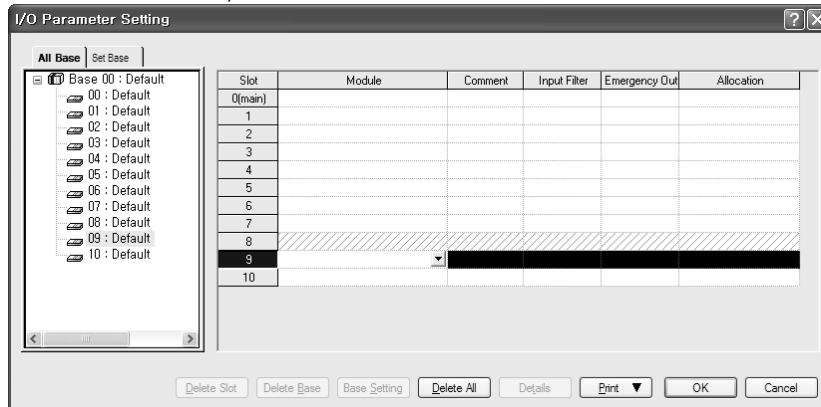 I/O Parameter Setting
All Base Set Base
Base 00 : Default
00 : Default
01 : Default
02 : Default
03 : Default
04 : Default
05 : Default
06 : Default
07 : Default
08 : Default
09 : Default
10 : Default
Slot Module Comment Input Filter Emergency Out Allocation
0(main)
1
2
3
4
5
6
7
8
9
10
Delete Slot Delete Base Base Setting Delete All Details Print ▼ OK Cancel